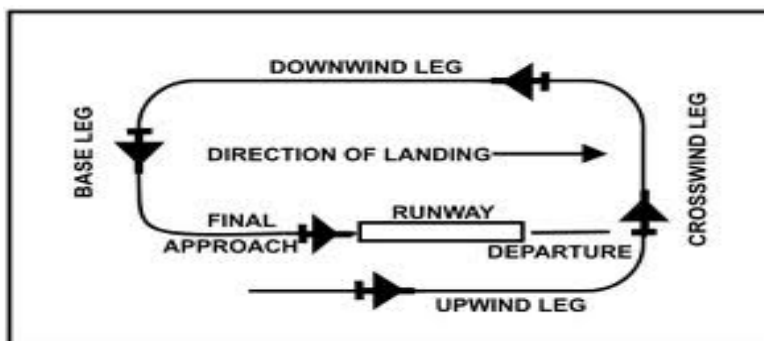 DOWNWIND LEG
BASE LEG
CROSSWIND LEG
DIRECTION OF LANDING
FINAL
APPROACH
RUNWAY
DEPARTURE
UPWIND LEG